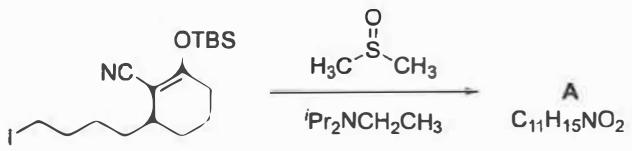 OTBS
NC
I
O
S
H₃C CH₃
ⁱPr₂NCH₂CH₃
A
C₁₁H₁₅NO₂